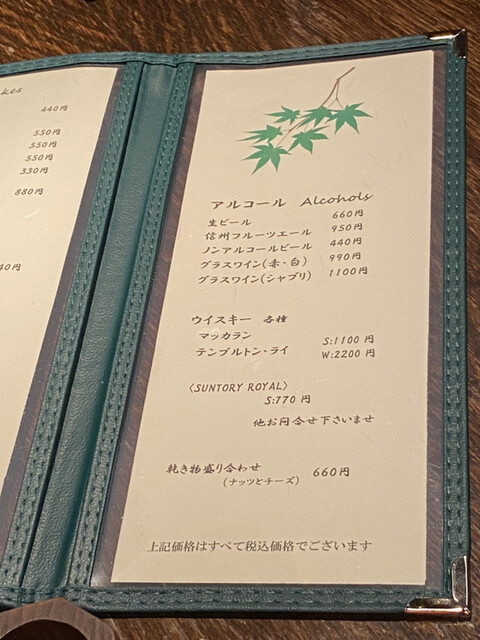 kes
440円
550円
550円
550円
330円
880円
40円
アルコール Alcohols
生ビール 660円
信州フルーツエール 950円
ノンアルコールビール 440円
グラスワイン(赤・白) 990円
グラスワイン(シャブリ) 1100円
ウイスキー 各種
マッカラン S:1100円
テンプルトン・ライ W:2200円
〈SUNTORY ROYAL〉
S:770円
他お問合せ下さいませ
乾き物盛り合わせ 660円
(ナッツとチーズ)
上記価格はすべて税込価格でございます